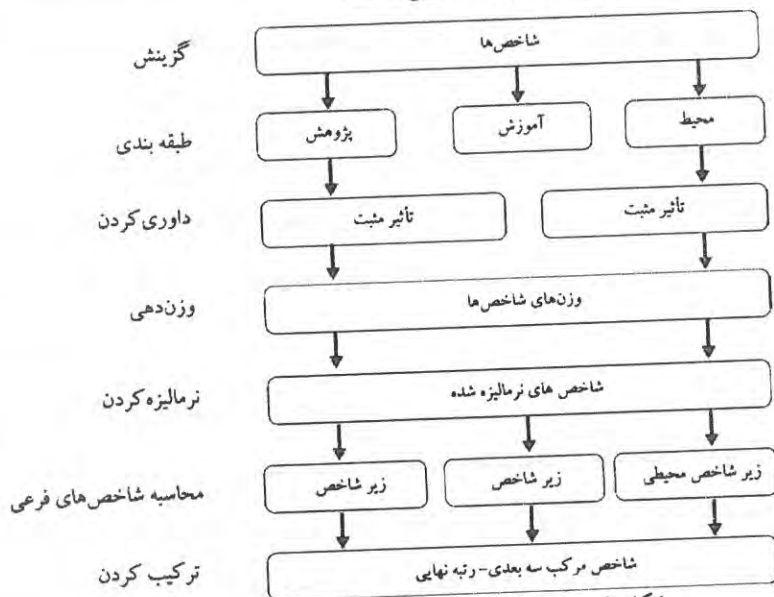 گزینش
شاخص‌ها
طبقه بندی
محیط
آموزش
پژوهش
داوری کردن
تأثیر مثبت
تأثیر مثبت
وزن‌دهی
وزن‌های شاخص‌ها
نرمالیزه کردن
شاخص های نرمالیزه شده
محاسبه شاخص‌های فرعی
زیر شاخص محیطی
زیر شاخص
زیر شاخص
ترکیب کردن
شاخص مرکب سه بعدی- رتبه نهایی